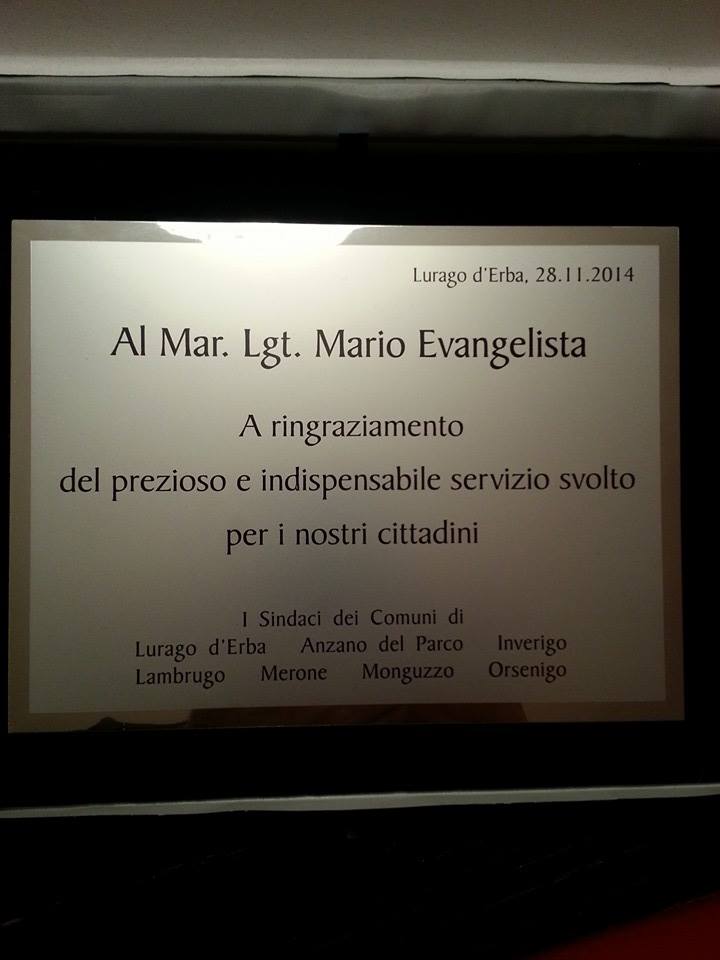 Lurago d'Erba, 28.11.2014
Al Mar. Lgt. Mario Evangelista
A ringraziamento
del prezioso e indispensabile servizio svolto
per i nostri cittadini
I Sindaci dei Comuni di
Lurago d'Erba Anzano del Parco Inverigo
Lambrugo Merone Monguzzo Orsenigo